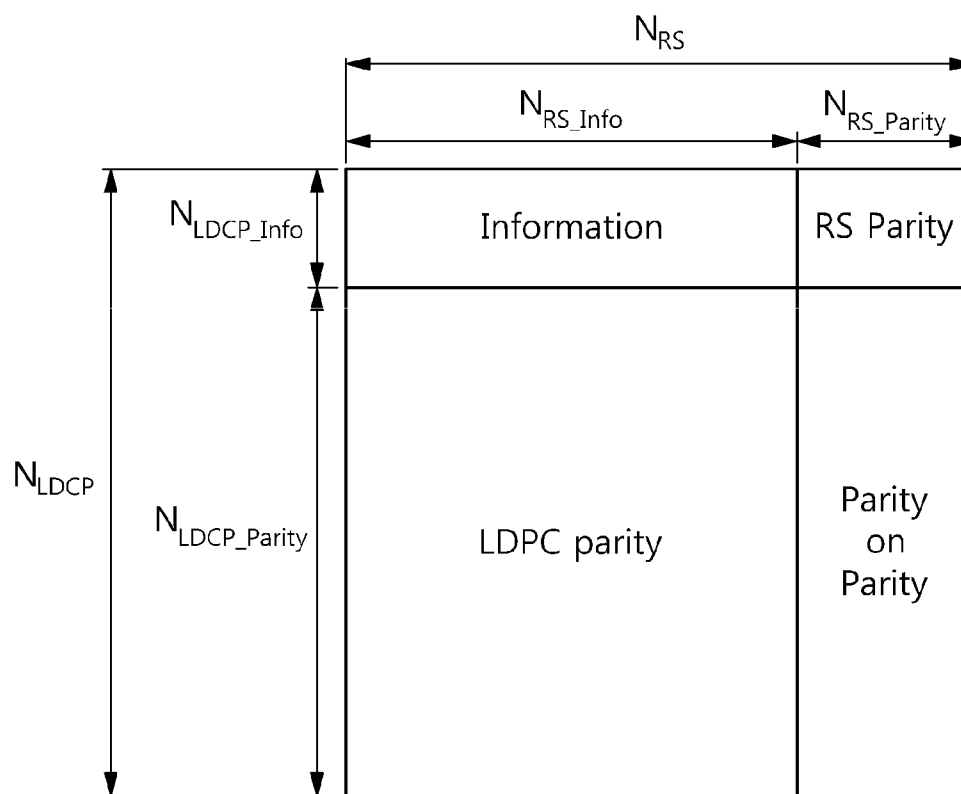 N_RS
N_RS_Info
N_RS_Parity
N_LDCP_Info
Information
RS Parity
N_LDCP
N_LDCP_Parity
LDPC parity
Parity
on
Parity